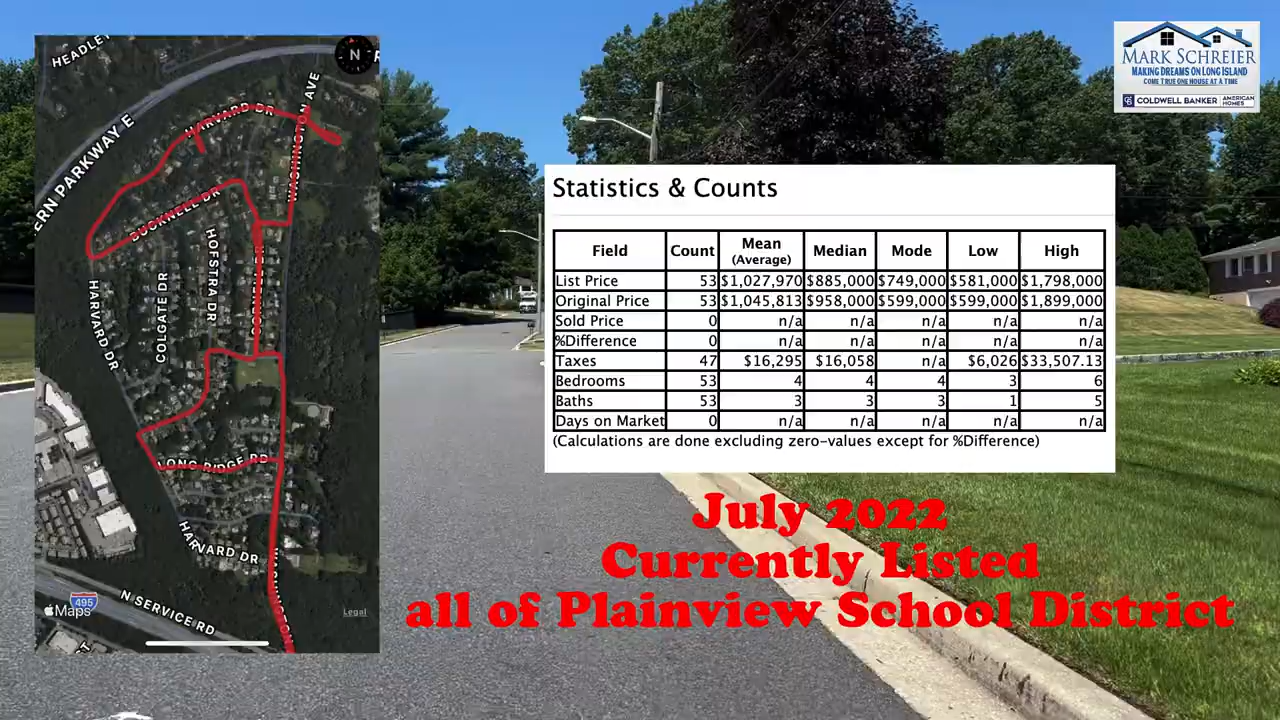 HEADLEY
N
HARVARD DR
WASHINGTON AVE
ERN PARKWAY E
BUCKNELL DR
HOFSTRA DR
COLGATE DR
HARVARD DR
LONG RIDGE RD
HARVARD DR
495
Maps
N SERVICE RD
Legal
MARK SCHREIER
MAKING DREAMS ON LONG ISLAND
COME TRUE ONE HOUSE AT A TIME
CB COLDWELL BANKER AMERICAN HOMES
Statistics & Counts
Field Count Mean (Average) Median Mode Low High
List Price 53 $1,027,970 $885,000 $749,000 $581,000 $1,798,000
Original Price 53 $1,045,813 $958,000 $599,000 $599,000 $1,899,000
Sold Price 0 n/a n/a n/a n/a n/a
%Difference 0 n/a n/a n/a n/a n/a
Taxes 47 $16,295 $16,058 n/a $6,026 $33,507.13
Bedrooms 53 4 4 4 3 6
Baths 53 3 3 3 1 5
Days on Market 0 n/a n/a n/a n/a n/a
(Calculations are done excluding zero-values except for %Difference)
July 2022
Currently Listed
all of Plainview School District